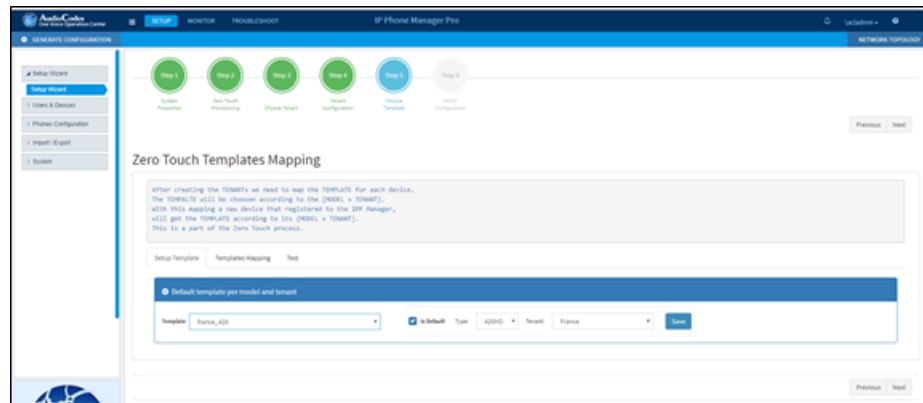 AudioCodes
One Voice Operation Center
SETUP MONITOR TROUBLESHOOT
IP Phone Manager Pro
GENERATE CONFIGURATION
NETWORK TOPOLOGY
Setup Wizard
Setup Wizard
Users & Devices
Phones Configuration
Import / Export
System
Step 1 Step 2 Step 3 Step 4 Step 5 Step 6
System Properties
Zero Touch Provisioning
Choose Tenant
Tenant Configuration
Choose Template
DHCP Configuration
Previous Next
Zero Touch Templates Mapping
After creating the TENANTs we need to map the TEMPLATE for each device.
The TEMPALTE will be choosen according to the (MODEL + TENANT).
With this mapping a new device that registered to the IPP Manager,
will get the TEMPLATE according to its (MODEL + TENANT).
This is a part of the Zero Touch process.
Setup Template Templates Mapping Test
Default template per model and tenant
Template: france_420 Is Default Type: 420HD Tenant: France Save
Previous Next